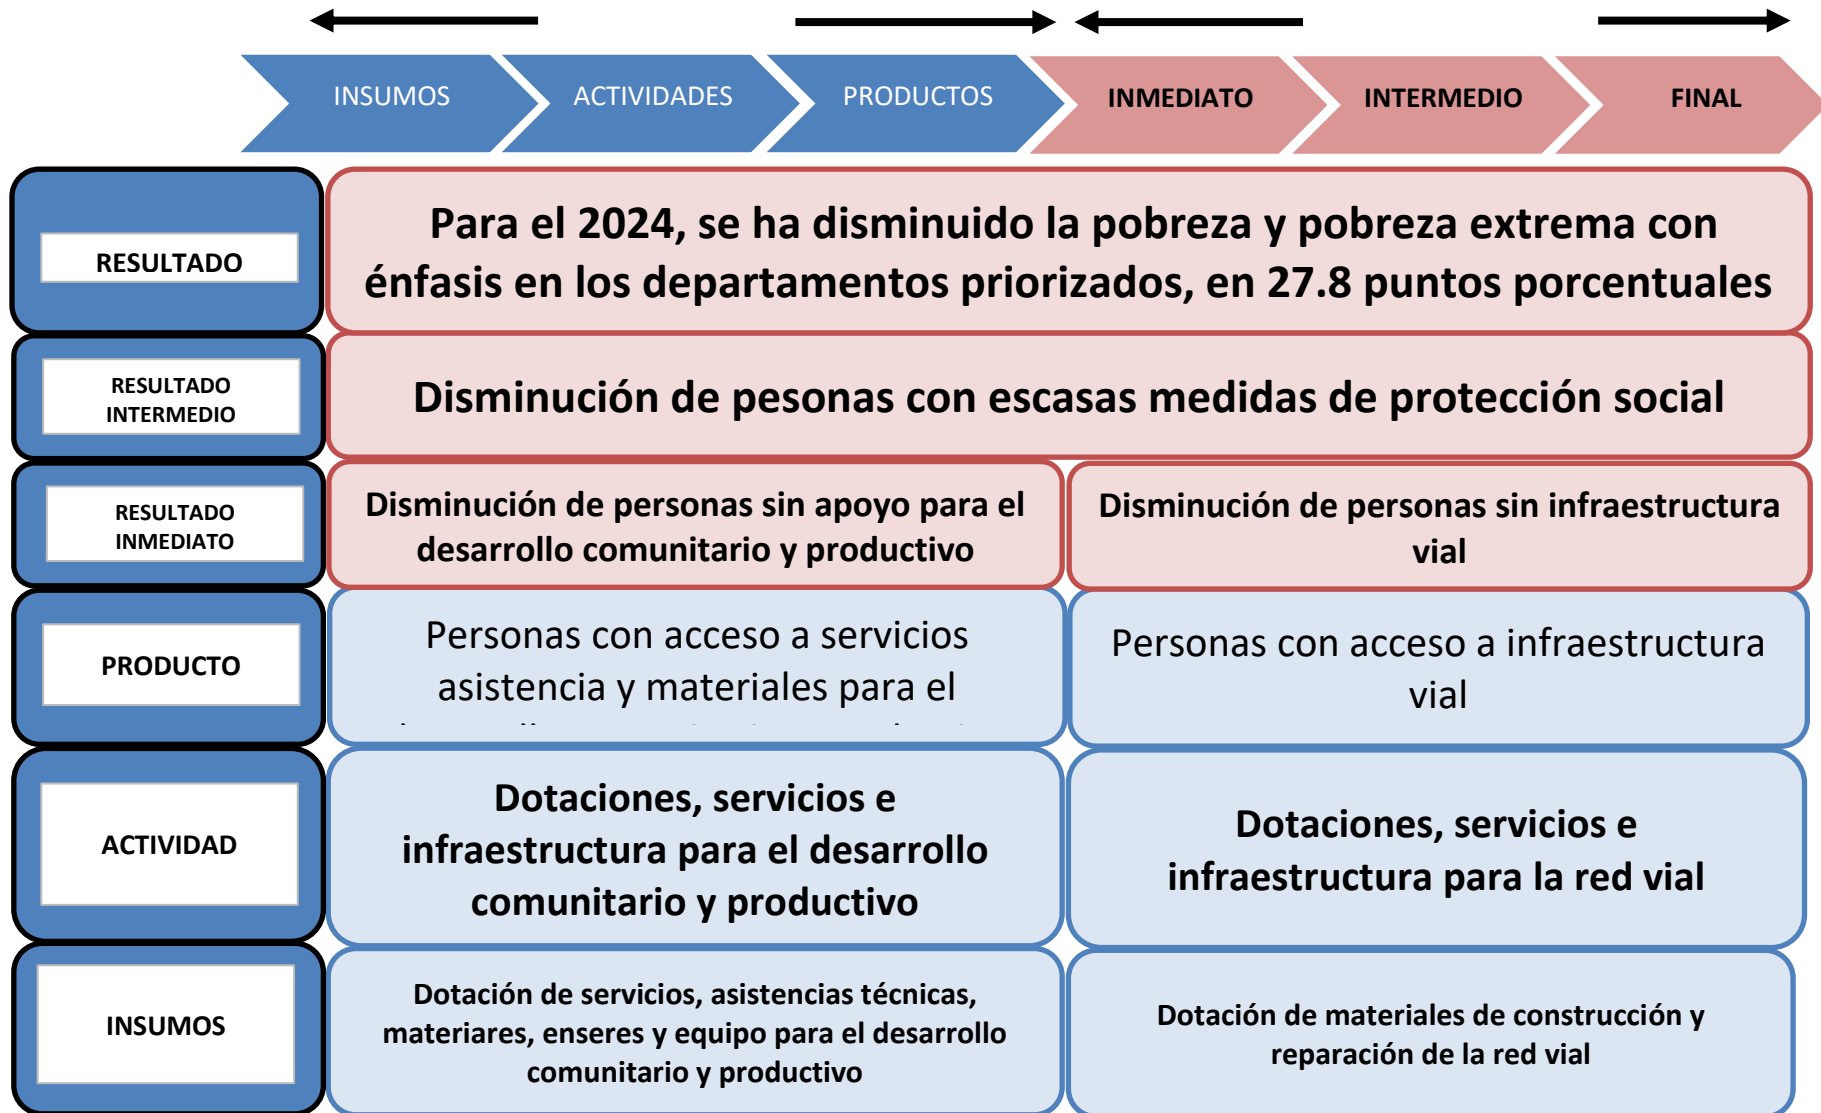 INSUMOS
ACTIVIDADES
PRODUCTOS
INMEDIATO
INTERMEDIO
FINAL
RESULTADO
Para el 2024, se ha disminuido la pobreza y pobreza extrema con
énfasis en los departamentos priorizados, en 27.8 puntos porcentuales
RESULTADO
INTERMEDIO
Disminución de pesonas con escasas medidas de protección social
RESULTADO
INMEDIATO
Disminución de personas sin apoyo para el
desarrollo comunitario y productivo
Disminución de personas sin infraestructura
vial
PRODUCTO
Personas con acceso a servicios
asistencia y materiales para el
Personas con acceso a infraestructura
vial
ACTIVIDAD
Dotaciones, servicios e
infraestructura para el desarrollo
comunitario y productivo
Dotaciones, servicios e
infraestructura para la red vial
INSUMOS
Dotación de servicios, asistencias técnicas,
materiares, enseres y equipo para el desarrollo
comunitario y productivo
Dotación de materiales de construcción y
reparación de la red vial